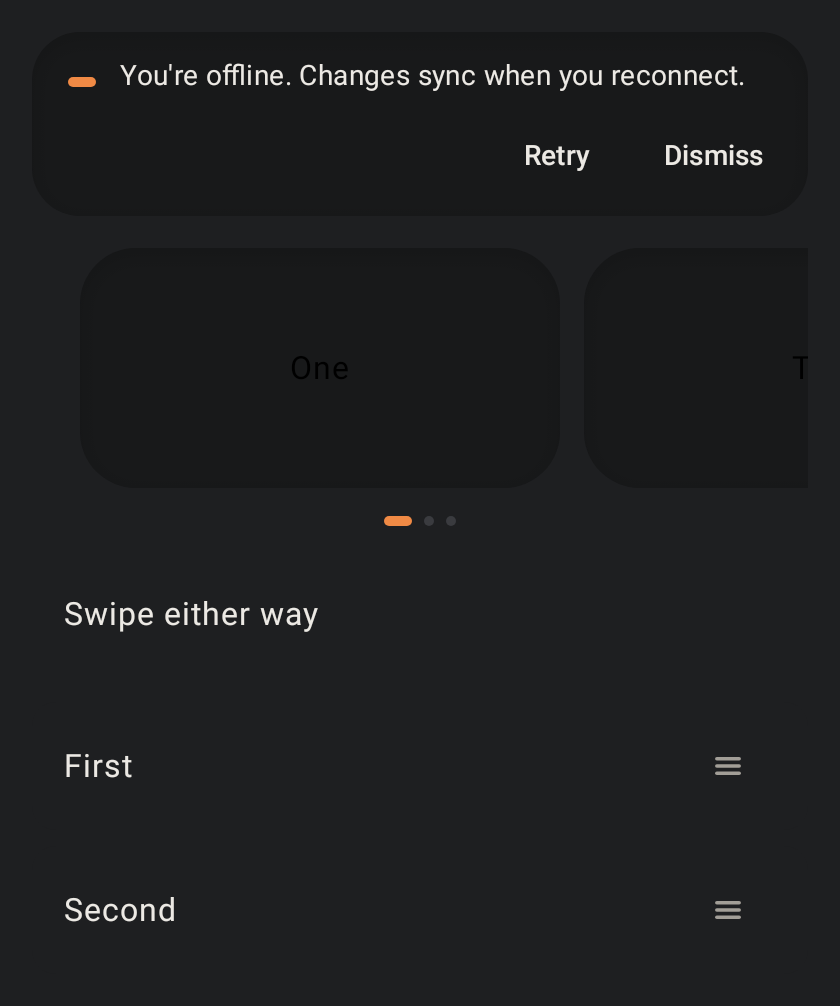 You're offline. Changes sync when you reconnect.
Retry Dismiss
One
Swipe either way
First
Second